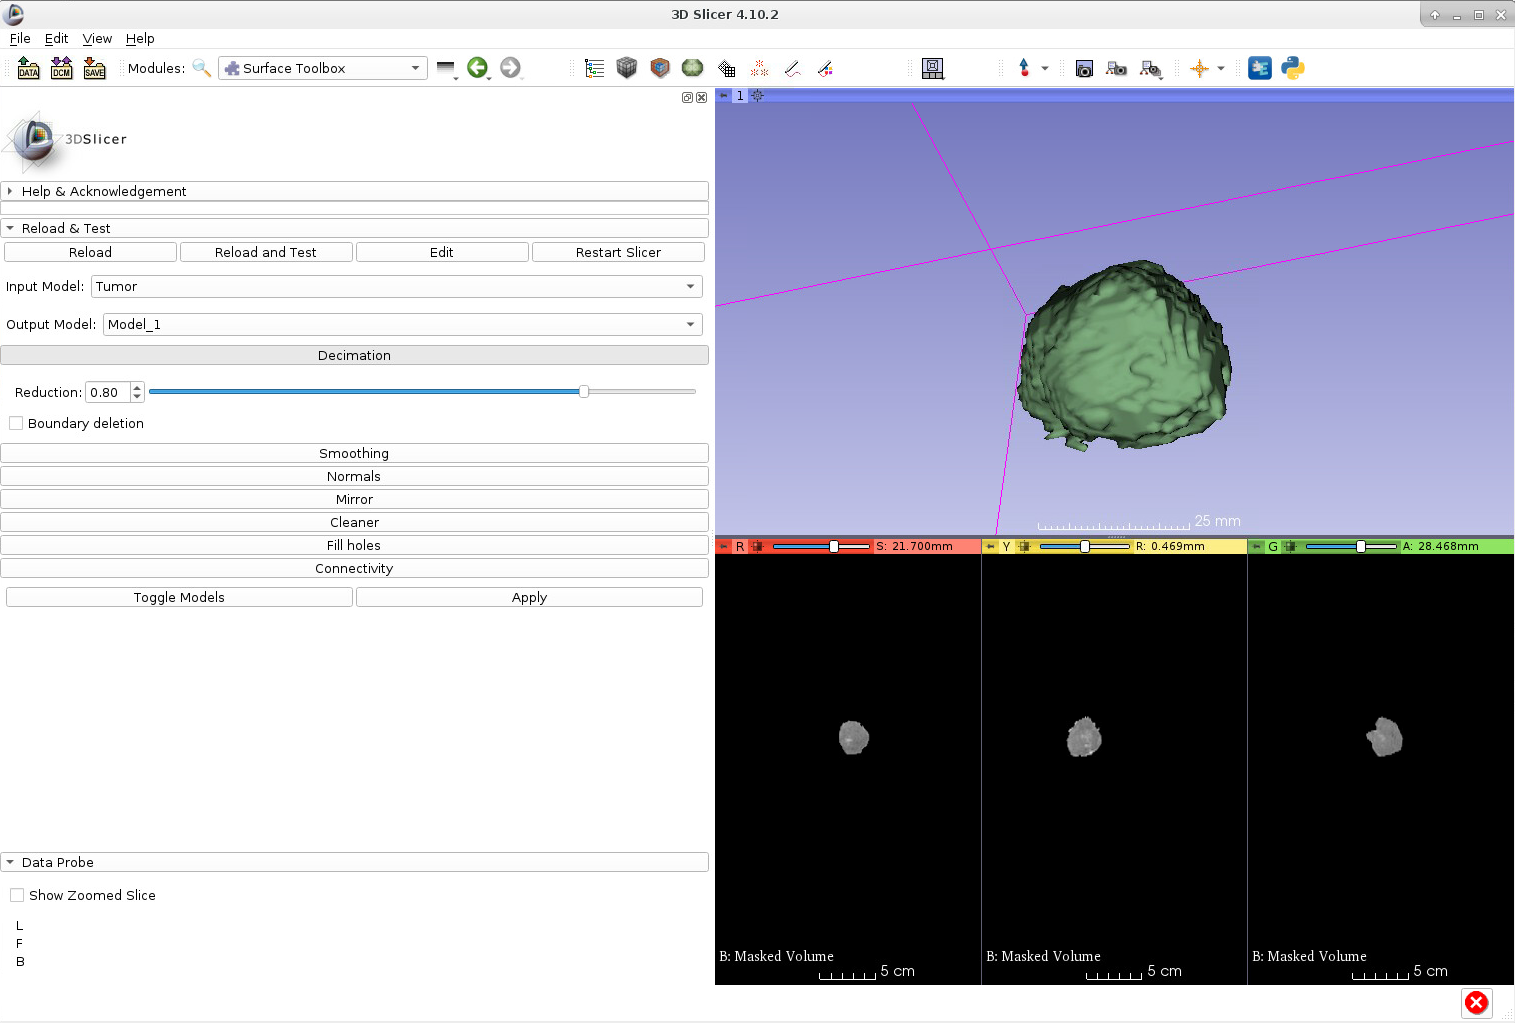 3D Slicer 4.10.2
File Edit View Help
DATA DCM SAVE Modules: Surface Toolbox
1
3DSlicer
Help & Acknowledgement
Reload & Test
Reload Reload and Test Edit Restart Slicer
Input Model: Tumor
Output Model: Model_1
Decimation
Reduction: 0.80
Boundary deletion
Smoothing
Normals
Mirror
Cleaner
Fill holes
Connectivity
Toggle Models Apply
25 mm
R S: 21.700mm Y R: 0.469mm G A: 28.468mm
B: Masked Volume B: Masked Volume B: Masked Volume
5 cm 5 cm 5 cm
Data Probe
Show Zoomed Slice
L
F
B